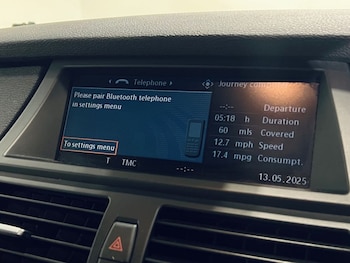 Telephone
Journey com
Please pair Bluetooth telephone
in settings menu
--:-- Departure
05:18 h Duration
60 mls Covered
12.7 mph Speed
17.4 mpg Consumpt.
To settings menu
T TMC --:--
13.05.2025